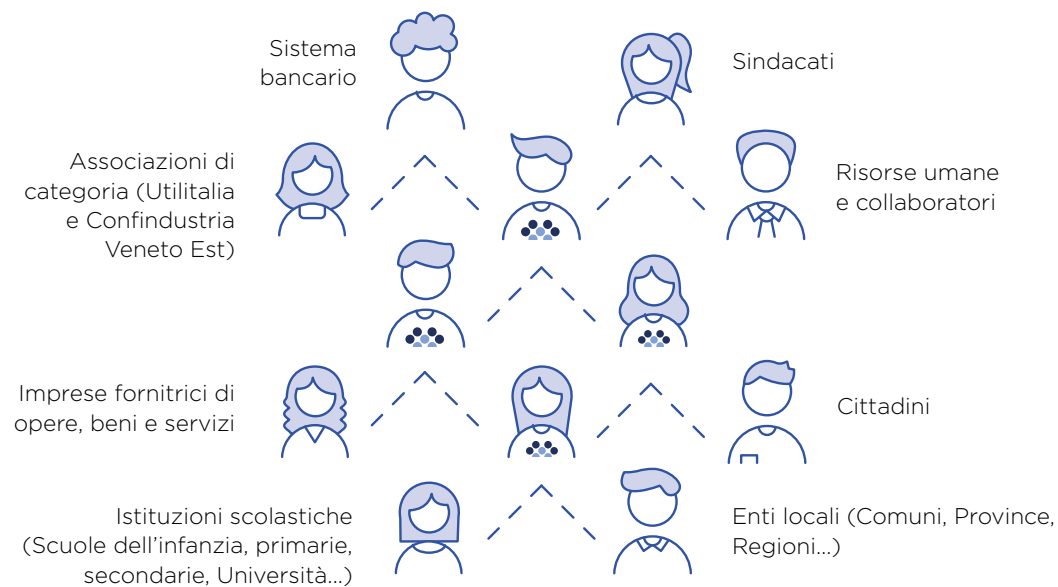 Sistema
bancario
Sindacati
Associazioni di
categoria (Utilitalia
e Confindustria
Veneto Est)
Risorse umane
e collaboratori
Imprese fornitrici di
opere, beni e servizi
Cittadini
Istituzioni scolastiche
(Scuole dell’infanzia, primarie,
secondarie, Università...)
Enti locali (Comuni, Province,
Regioni...)